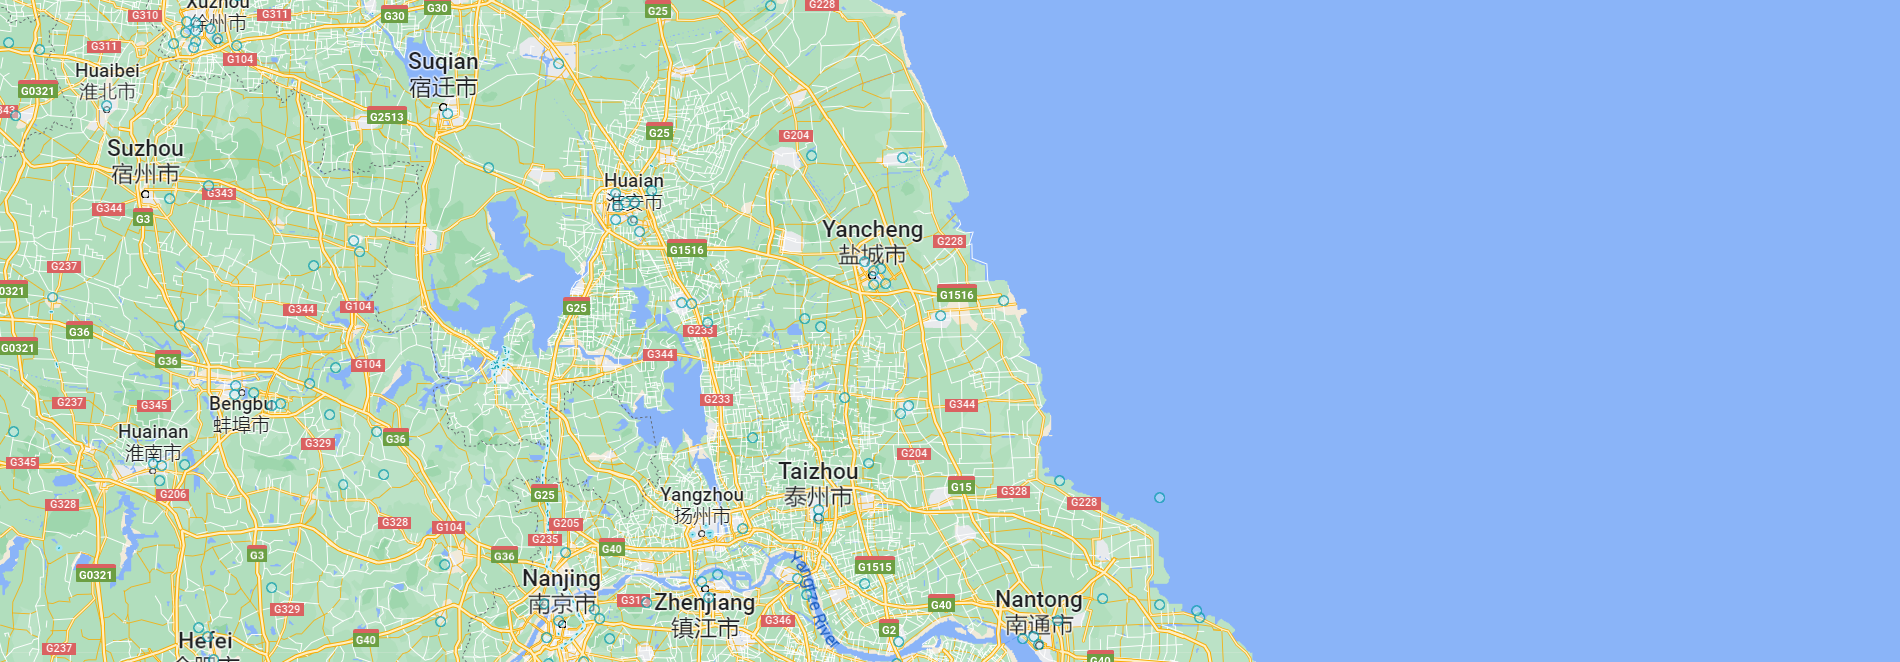 Xuzhou
徐州市
G310
G311
G30
G30
G25
G228
G311
G104
Huaibei
淮北市
Suqian
宿迁市
G0321
G2513
G25
G204
Suzhou
宿州市
G343
G344
G3
Huaian
淮安市
Yancheng
盐城市
G228
G1516
G237
0321
G344
G104
G25
G1516
G36
G233
G0321
G36
G344
G104
G237
G345
Bengbu
蚌埠市
G233
G344
Huainan
淮南市
G329
G36
G345
G204
Taizhou
泰州市
G206
G328
G25
Yangzhou
扬州市
G15
G328
G228
G328
G104
G205
G235
G3
G36
G40
G0321
Nanjing
南京市
G1515
Yangze River
G329
G312
Zhenjiang
镇江市
G346
G40
Nantong
南通市
Hefei
G237
G40
G2
G40